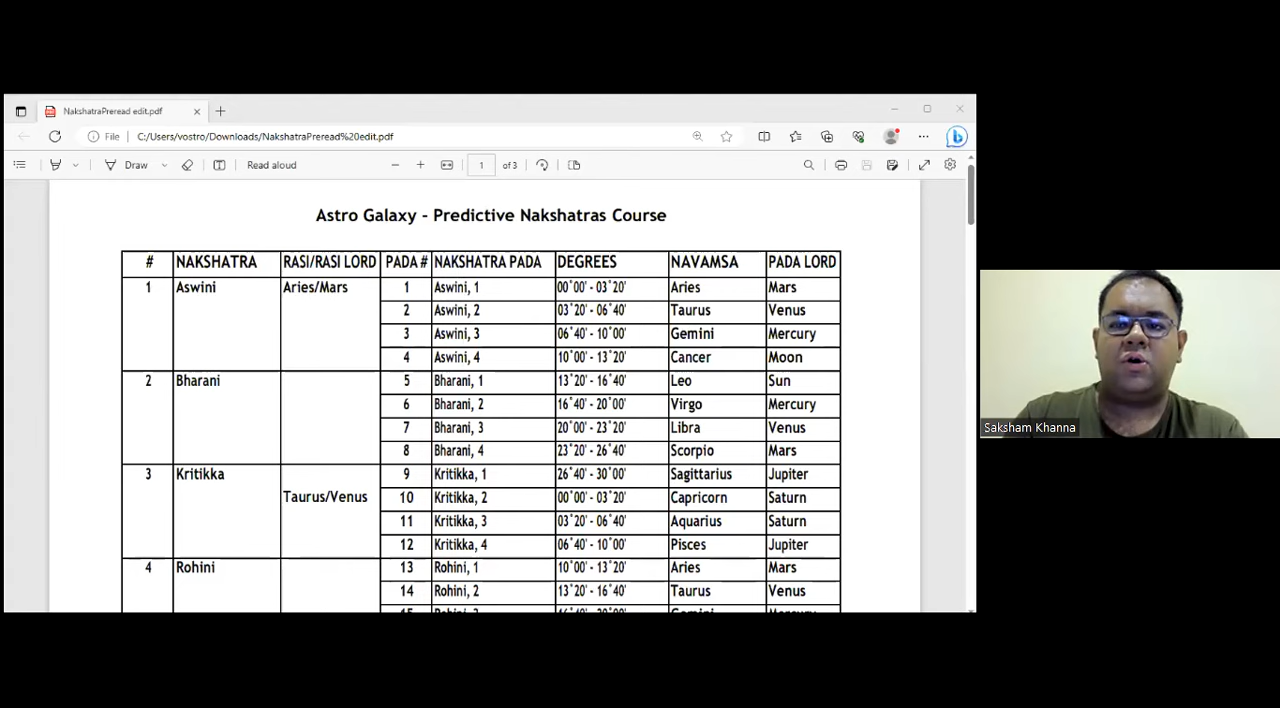 NakshatraPreread edit.pdf
File C:/Users/vostro/Downloads/NakshatraPreread%20edit.pdf
Draw Read aloud 1 of 3
Astro Galaxy - Predictive Nakshatras Course
# NAKSHATRA RASI/RASI LORD PADA # NAKSHATRA PADA DEGREES NAVAMSA PADA LORD
1 Aswini Aries/Mars 1 Aswini, 1 00°00' - 03°20' Aries Mars
2 Aswini, 2 03°20' - 06°40' Taurus Venus
3 Aswini, 3 06°40' - 10°00' Gemini Mercury
4 Aswini, 4 10°00' - 13°20' Cancer Moon
2 Bharani 5 Bharani, 1 13°20' - 16°40' Leo Sun
6 Bharani, 2 16°40' - 20°00' Virgo Mercury
7 Bharani, 3 20°00' - 23°20' Libra Venus
8 Bharani, 4 23°20' - 26°40' Scorpio Mars
3 Kritikka 9 Kritikka, 1 26°40' - 30°00' Sagittarius Jupiter
Taurus/Venus 10 Kritikka, 2 00°00' - 03°20' Capricorn Saturn
11 Kritikka, 3 03°20' - 06°40' Aquarius Saturn
12 Kritikka, 4 06°40' - 10°00' Pisces Jupiter
4 Rohini 13 Rohini, 1 10°00' - 13°20' Aries Mars
14 Rohini, 2 13°20' - 16°40' Taurus Venus
Saksham Khanna